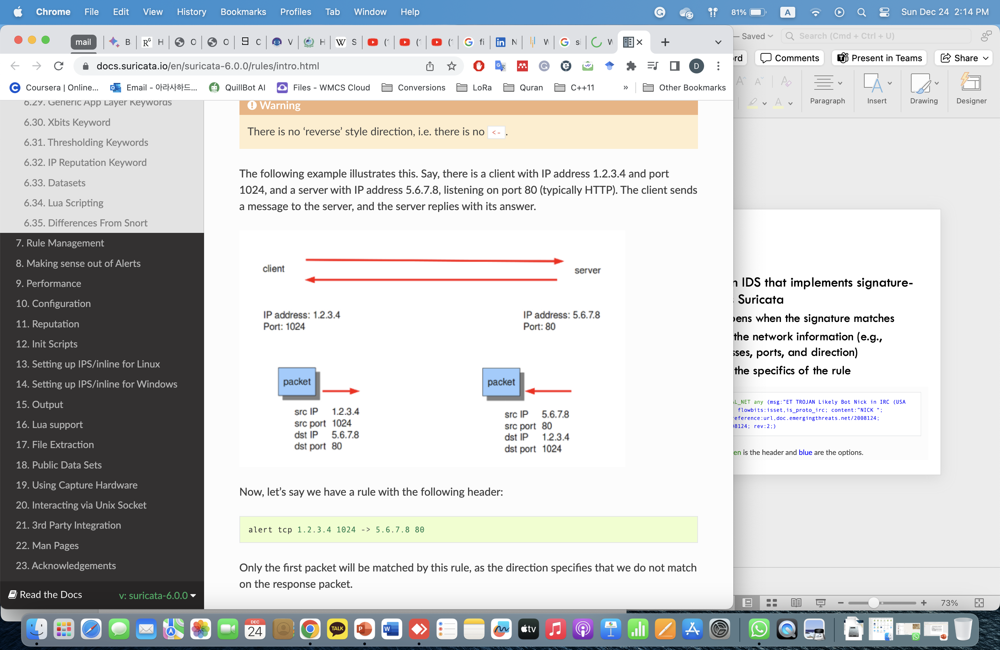 Chrome File Edit View History Bookmarks Profiles Tab Window Help 81% A Sun Dec 24 2:14 PM
mail B H O O C V H W S fi in N W si W
— Saved Search (Cmd + Ctrl + U)
docs.suricata.io/en/suricata-6.0.0/rules/intro.html D
rd Comments Present in Teams Share
Coursera | Online... Email - 아라사하드... QuillBot AI Files - WMCS Cloud Conversions LoRa Quran C++11 » Other Bookmarks
Paragraph Insert Drawing Designer
6.29. Generic App Layer Keywords
6.30. Xbits Keyword
6.31. Thresholding Keywords
6.32. IP Reputation Keyword
6.33. Datasets
6.34. Lua Scripting
6.35. Differences From Snort
7. Rule Management
8. Making sense out of Alerts
9. Performance
10. Configuration
11. Reputation
12. Init Scripts
13. Setting up IPS/inline for Linux
14. Setting up IPS/inline for Windows
15. Output
16. Lua support
17. File Extraction
18. Public Data Sets
19. Using Capture Hardware
20. Interacting via Unix Socket
21. 3rd Party Integration
22. Man Pages
23. Acknowledgements
Read the Docs v: suricata-6.0.0
Warning
There is no ‘reverse’ style direction, i.e. there is no <- .
The following example illustrates this. Say, there is a client with IP address 1.2.3.4 and port
1024, and a server with IP address 5.6.7.8, listening on port 80 (typically HTTP). The client sends
a message to the server, and the server replies with its answer.
client server
IP address: 1.2.3.4 IP address: 5.6.7.8
Port: 1024 Port: 80
packet packet
src IP 1.2.3.4
src port 1024
dst IP 5.6.7.8
dst port 80
src IP 5.6.7.8
src port 80
dst IP 1.2.3.4
dst port 1024
Now, let’s say we have a rule with the following header:
alert tcp 1.2.3.4 1024 -> 5.6.7.8 80
Only the first packet will be matched by this rule, as the direction specifies that we do not match
on the response packet.
n IDS that implements signature-
s Suricata
pens when the signature matches
the network information (e.g.,
sses, ports, and direction)
the specifics of the rule
AL_NET any (msg:"ET TROJAN Likely Bot Nick in IRC (USA
flowbits:isset,is_proto_irc; content:"NICK “;
reference:url,doc.emergingthreats.net/2008124;
08124; rev:2;)
en is the header and blue are the options.
73%
DEC
24
TALK
P
W
tv